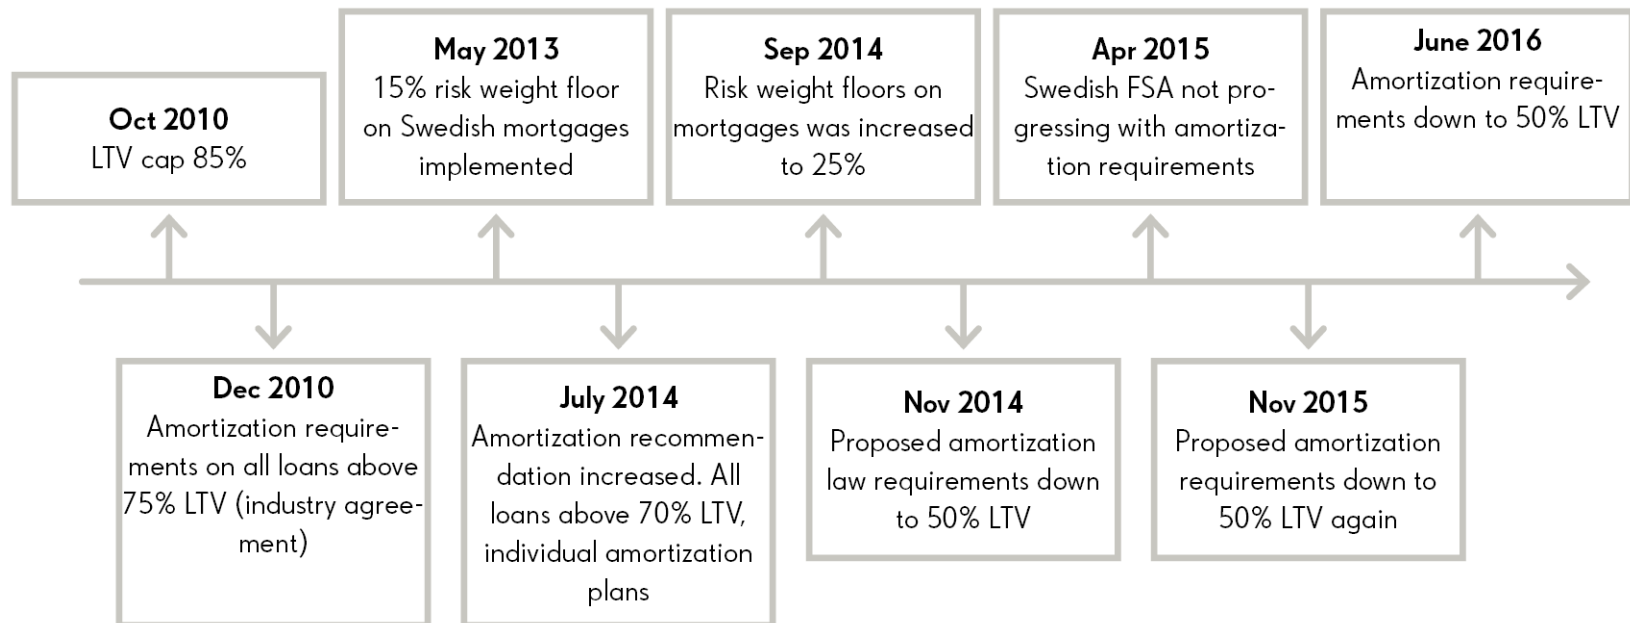 Oct 2010
LTV cap 85%
May 2013
15% risk weight floor
on Swedish mortgages
implemented
Sep 2014
Risk weight floors on
mortgages was increased
to 25%
Apr 2015
Swedish FSA not pro-
gressing with amortiza-
tion requirements
June 2016
Amortization require-
ments down to 50% LTV
Dec 2010
Amortization require-
ments on all loans above
75% LTV (industry agree-
ment)
July 2014
Amortization recommen-
dation increased. All
loans above 70% LTV,
individual amortization
plans
Nov 2014
Proposed amortization
law requirements down
to 50% LTV
Nov 2015
Proposed amortization
requirements down to
50% LTV again